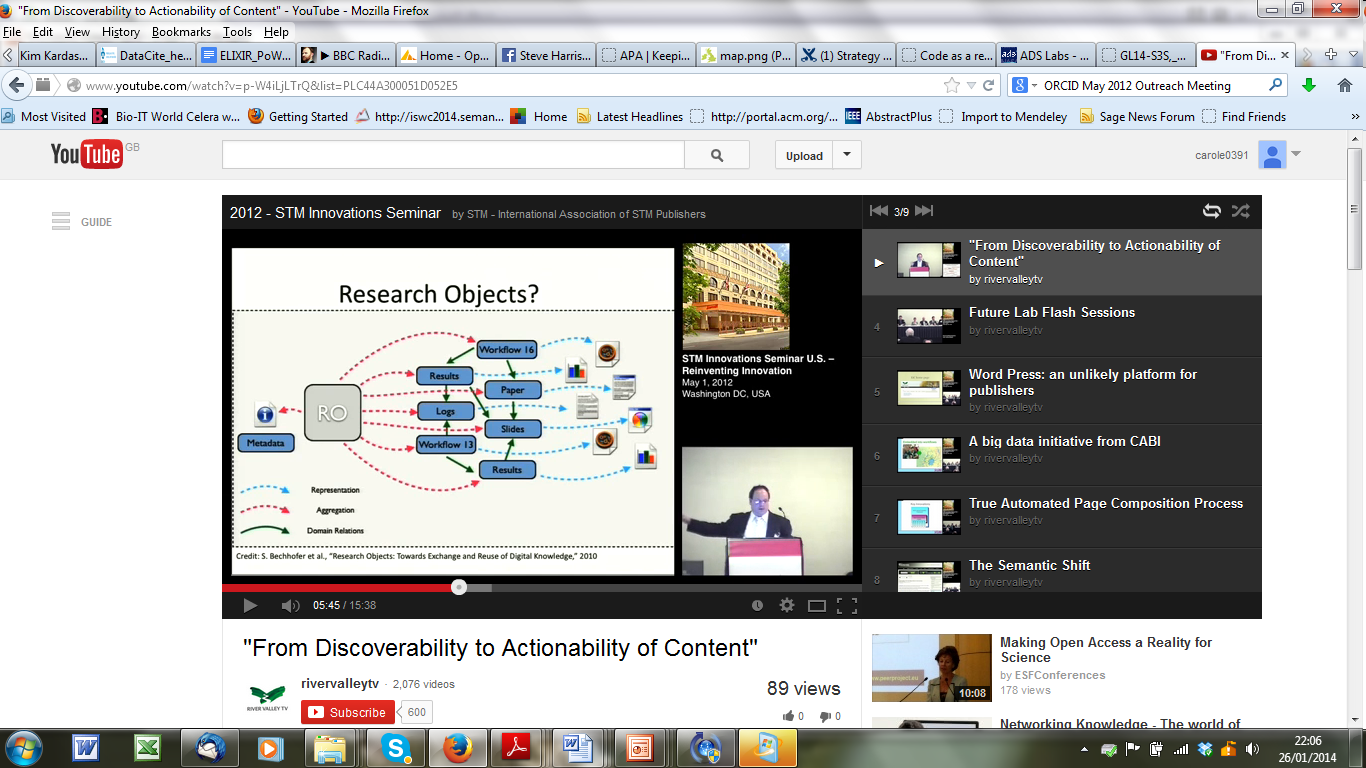 "From Discoverability to Actionability of Content" - YouTube - Mozilla Firefox
File Edit View History Bookmarks Tools Help
Kim Kardas... DataCite_he... ELIXIR_PoW... ► BBC Radi... Home - Op... Steve Harris... APA | Keepi... map.png (P... (1) Strategy ... Code as a re... ADS Labs - ... GL14-S3S,_... "From Di...
www.youtube.com/watch?v=p-W4iLjLTrQ&list=PLC44A300051D052E5
ORCID May 2012 Outreach Meeting
Most Visited Bio-IT World Celera w... Getting Started http://iswc2014.seman... Home Latest Headlines http://portal.acm.org/... AbstractPlus Import to Mendeley Sage News Forum Find Friends »
YouTube GB
Upload
carole0391
GUIDE
2012 - STM Innovations Seminar by STM - International Association of STM Publishers
Research Objects?
RO
Metadata
Workflow 16
Results
Paper
Logs
Slides
Workflow 13
Results
Representation
Aggregation
Domain Relations
Credit: S. Bechhofer et al., "Research Objects: Towards Exchange and Reuse of Digital Knowledge," 2010
STM Innovations Seminar U.S. –
Reinventing Innovation
May 1, 2012
Washington DC, USA
05:45 / 15:38
3/9
"From Discoverability to Actionability of
Content"
by rivervalleytv
4
Future Lab Flash Sessions
by rivervalleytv
5
Word Press: an unlikely platform for
publishers
by rivervalleytv
6
A big data initiative from CABI
by rivervalleytv
7
True Automated Page Composition Process
by rivervalleytv
8
The Semantic Shift
by rivervalleytv
"From Discoverability to Actionability of Content"
RIVER VALLEY TV
rivervalleytv · 2,076 videos
Subscribe 600
89 views
0 0
10:08
Making Open Access a Reality for
Science
by ESFConferences
178 views
Networking Knowledge - The world of
22:06
26/01/2014